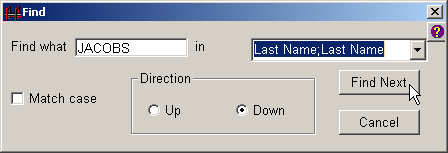 Find
Find what JACOBS in Last Name;Last Name
Direction
Find Next
Match case
Up Down
Cancel